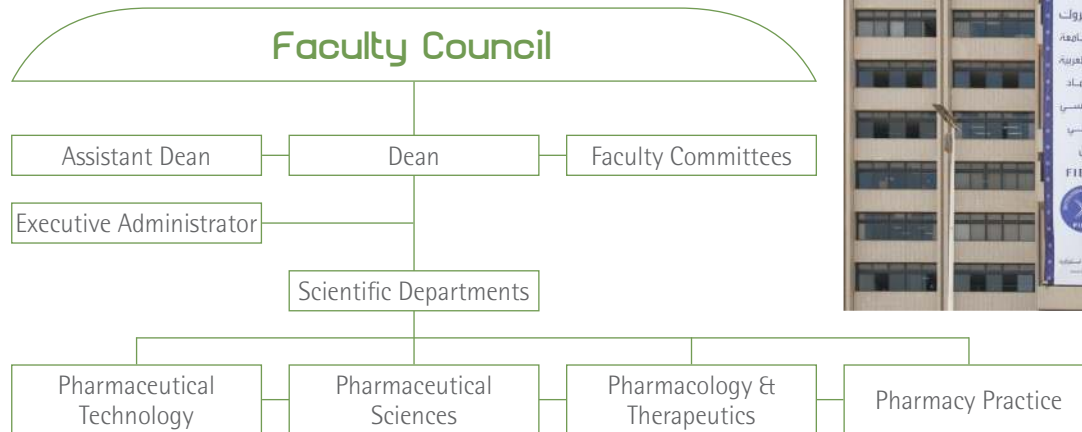 Faculty Council
Assistant Dean
Dean
Faculty Committees
Executive Administrator
Scientific Departments
Pharmaceutical
Technology
Pharmaceutical
Sciences
Pharmacology &
Therapeutics
Pharmacy Practice